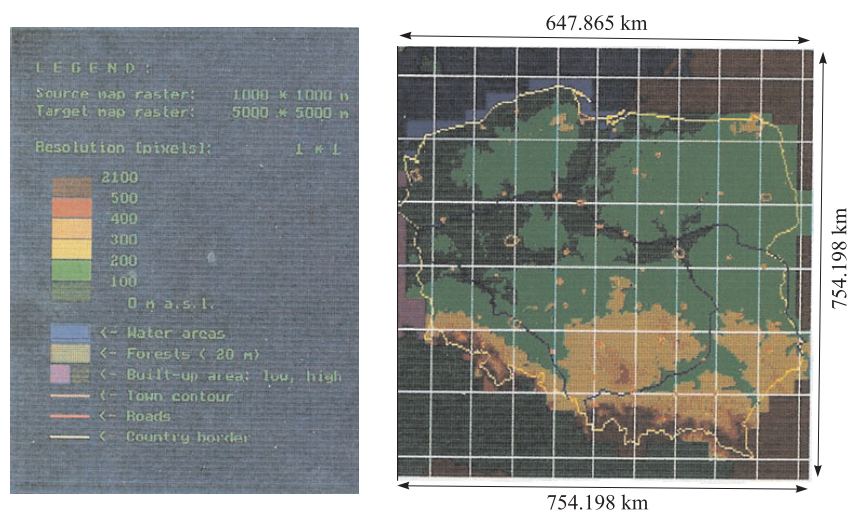 LEGEND:
Source map raster: 1000 * 1000 m
Target map raster: 5000 * 5000 m
Resolution [pixels]: 1 * 1
2100
500
400
300
200
100
0 m a.s.l.
<- Water areas
<- Forests ( 20 m)
<- Built-up area: low, high
<- Town contour
<- Roads
<- Country border
647.865 km
754.198 km
754.198 km